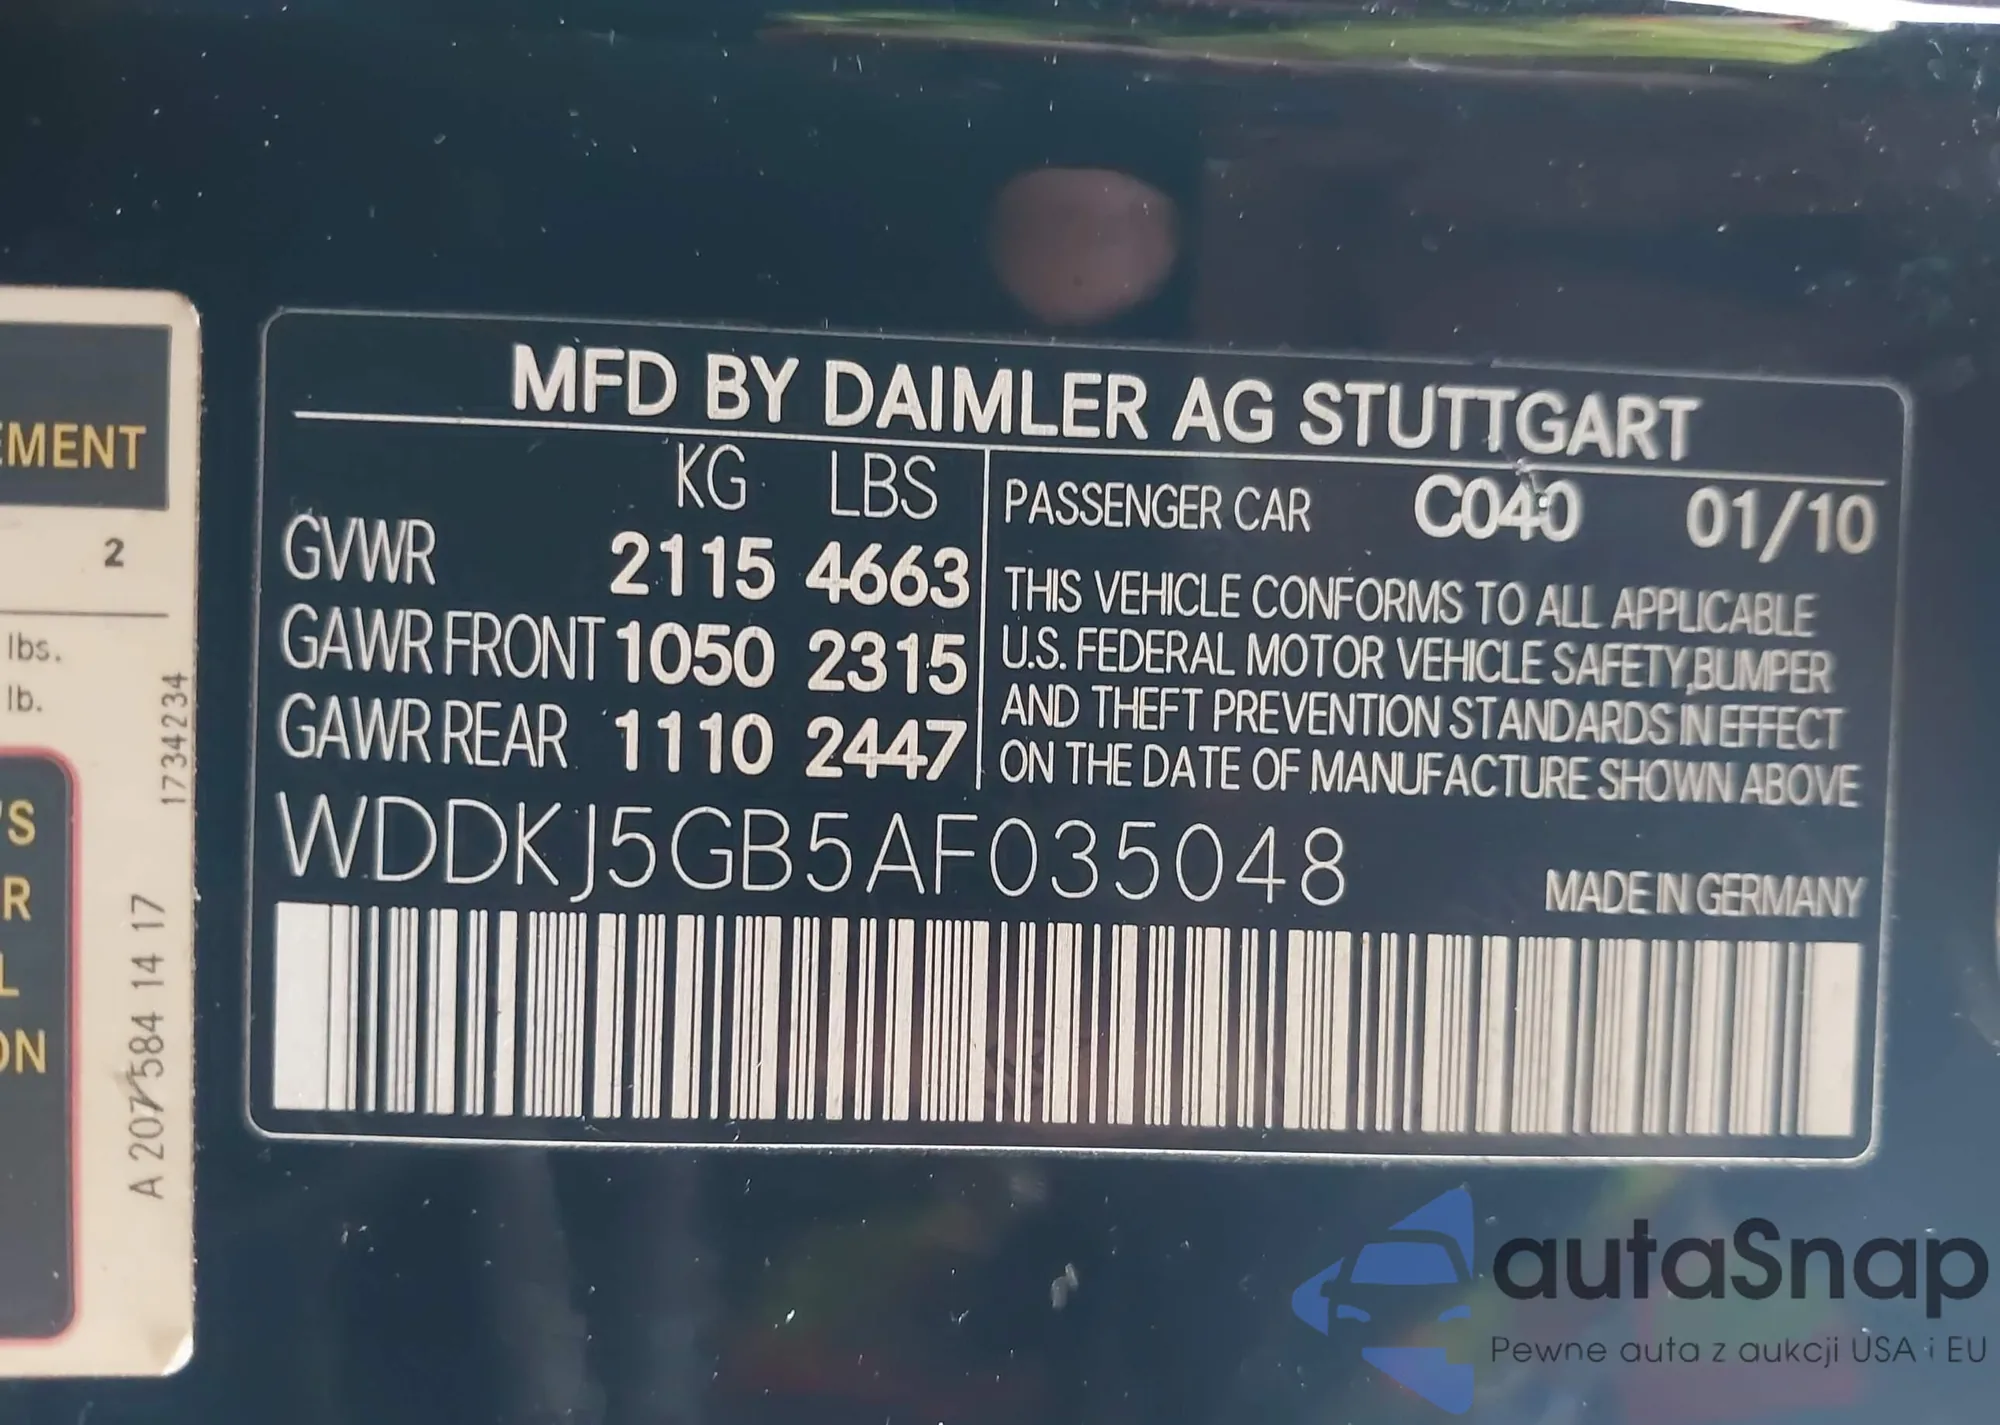 MFD BY DAIMLER AG STUTTGART
KG LBS
GVWR 2115 4663
GAWR FRONT 1050 2315
GAWR REAR 1110 2447
PASSENGER CAR C040 01/10
THIS VEHICLE CONFORMS TO ALL APPLICABLE
U.S. FEDERAL MOTOR VEHICLE SAFETY,BUMPER
AND THEFT PREVENTION STANDARDS IN EFFECT
ON THE DATE OF MANUFACTURE SHOWN ABOVE
WDDKJ5GB5AF035048
MADE IN GERMANY
EMENT
2
lbs.
lb.
'S
R
L
ON
1734234
A 207 584 14 17
autaSnap
Pewne auta z aukcji USA i EU